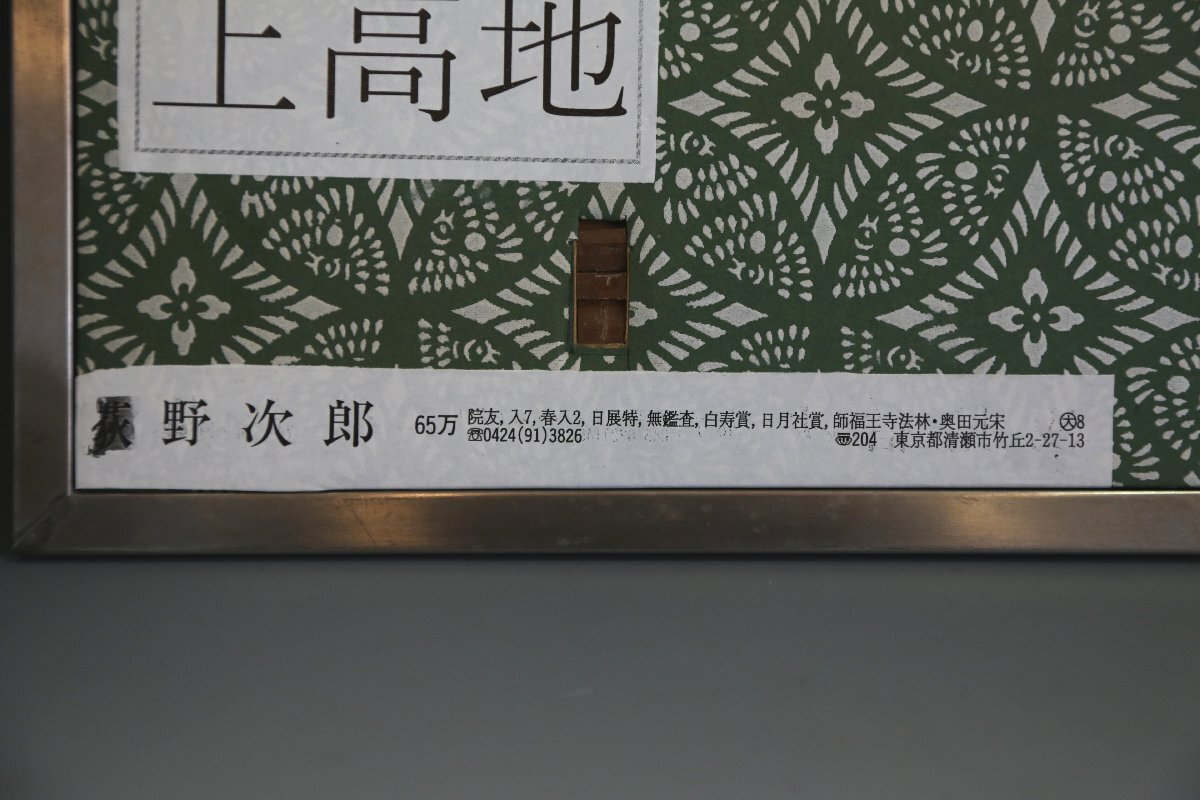 上高地
荻野次郎 65万 院友,入7,春入2,日展特,無鑑査,白寿賞,日月社賞,師福王寺法林・奥田元宋 ㊛8
☎0424(91)3826 〠204 東京都清瀬市竹丘2-27-13